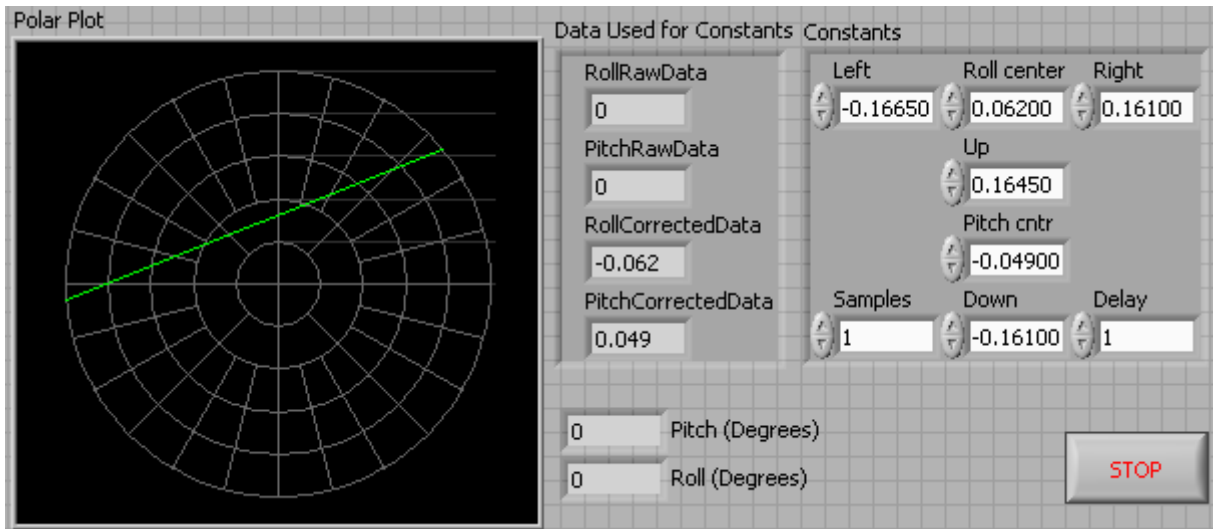 Polar Plot
Data Used for Constants
RollRawData
0
PitchRawData
0
RollCorrectedData
-0.062
PitchCorrectedData
0.049
Constants
Left Roll center Right
-0.16650 0.06200 0.16100
Up
0.16450
Pitch cntr
-0.04900
Samples Down Delay
1 -0.16100 1
0 Pitch (Degrees)
0 Roll (Degrees)
STOP